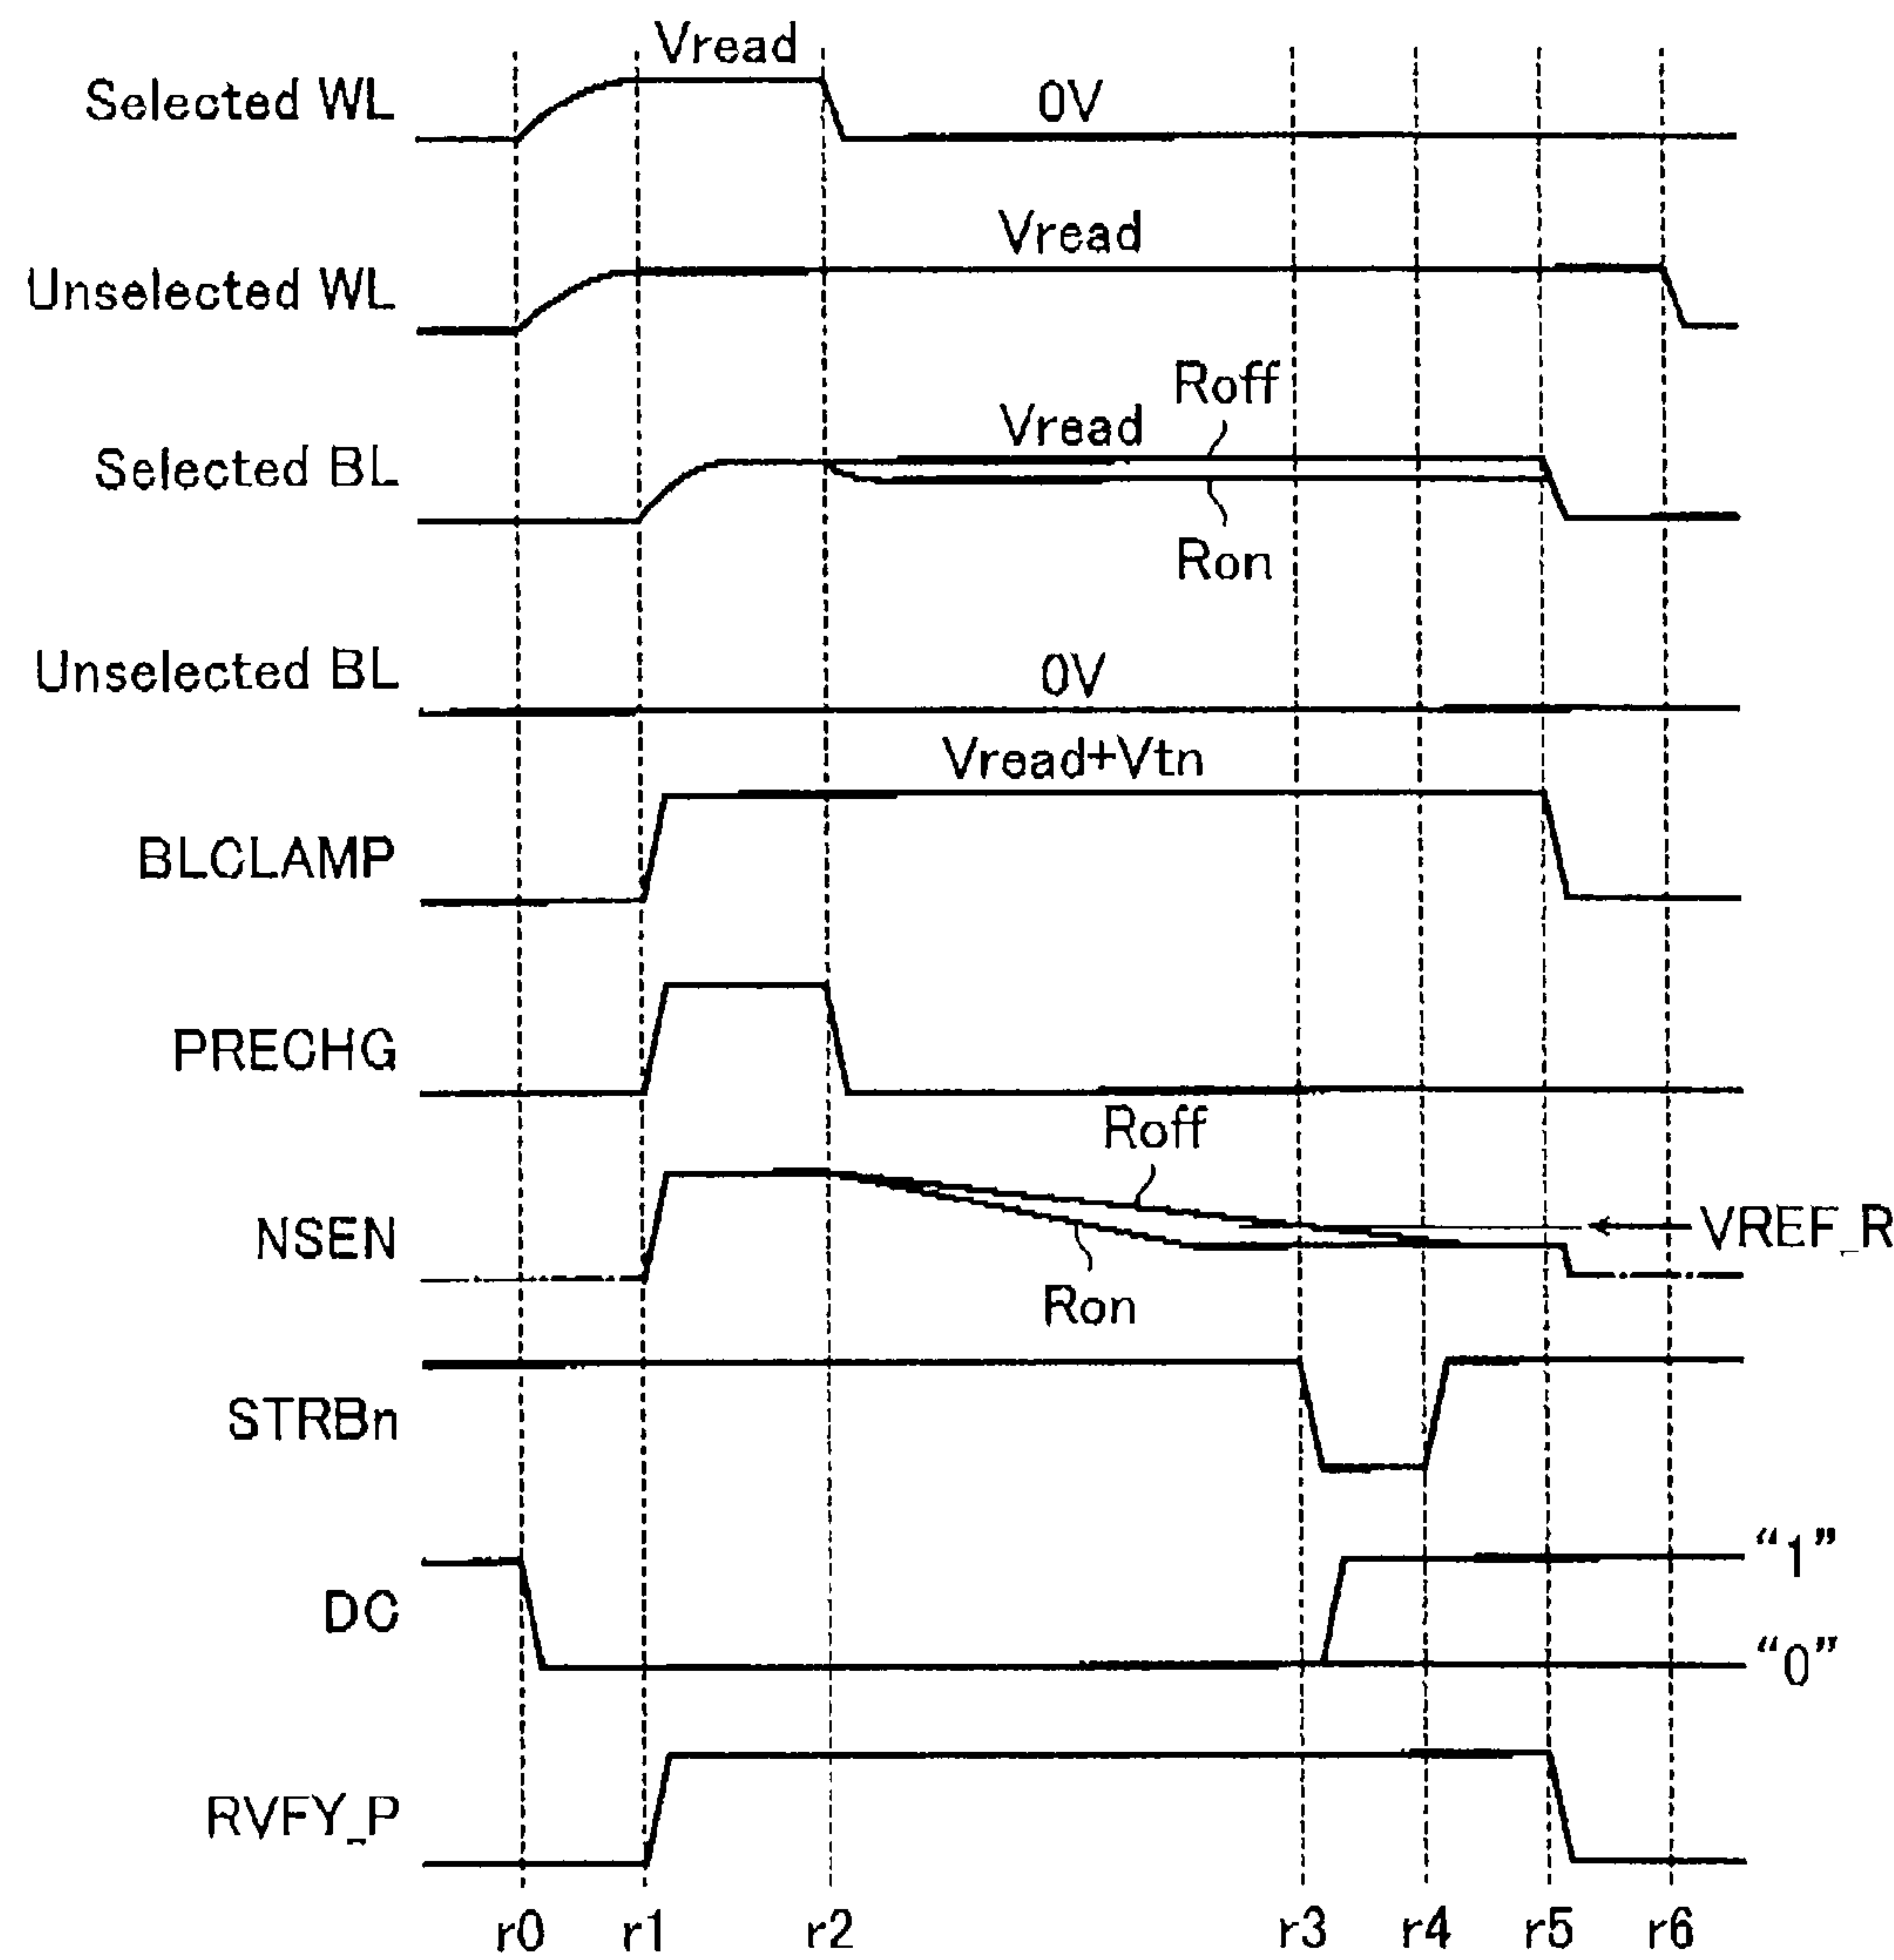 Vread
Selected WL
0V
Vread
Unselected WL
Roff
Vread
Selected BL
Ron
Unselected BL
0V
Vread+Vtn
BLCLAMP
PRECHG
Roff
NSEN
VREF_R
Ron
STRBn
"1"
DC
"0"
RVFY_P
r0 r1 r2 r3 r4 r5 r6